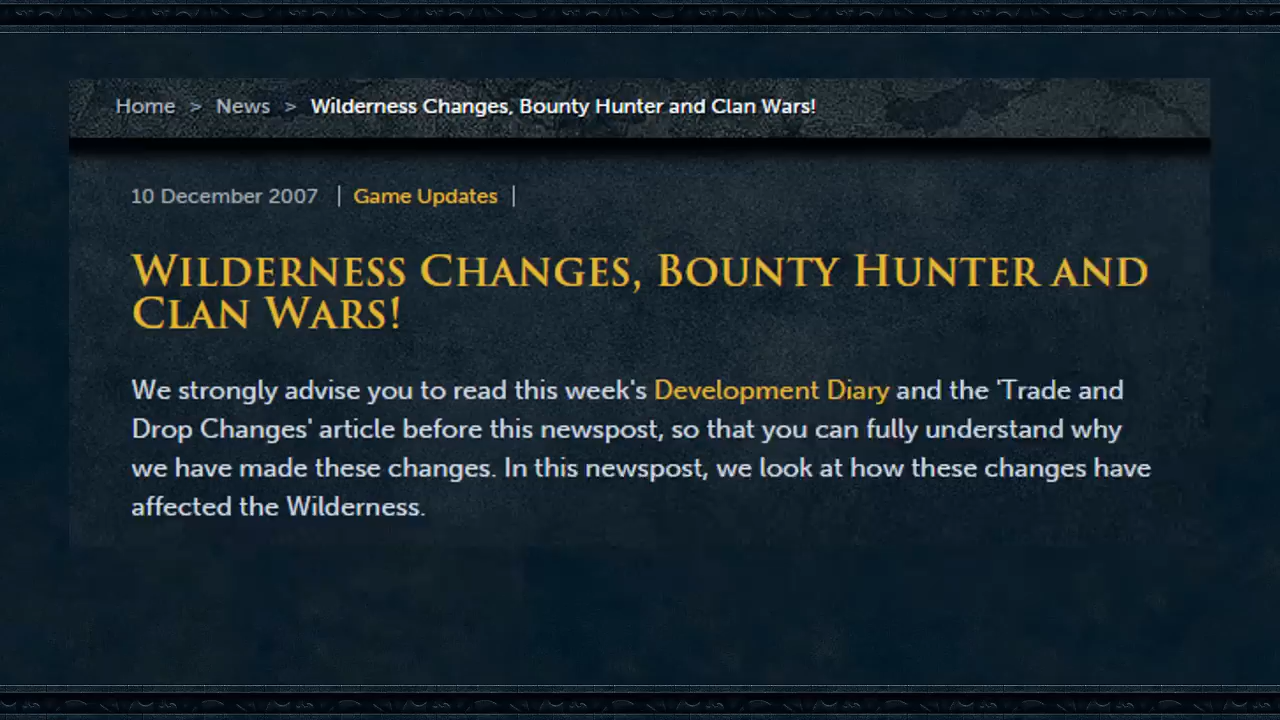 Home > News > Wilderness Changes, Bounty Hunter and Clan Wars!
10 December 2007 | Game Updates |
Wilderness Changes, Bounty Hunter and
Clan Wars!
We strongly advise you to read this week's Development Diary and the 'Trade and
Drop Changes' article before this newspost, so that you can fully understand why
we have made these changes. In this newspost, we look at how these changes have
affected the Wilderness.